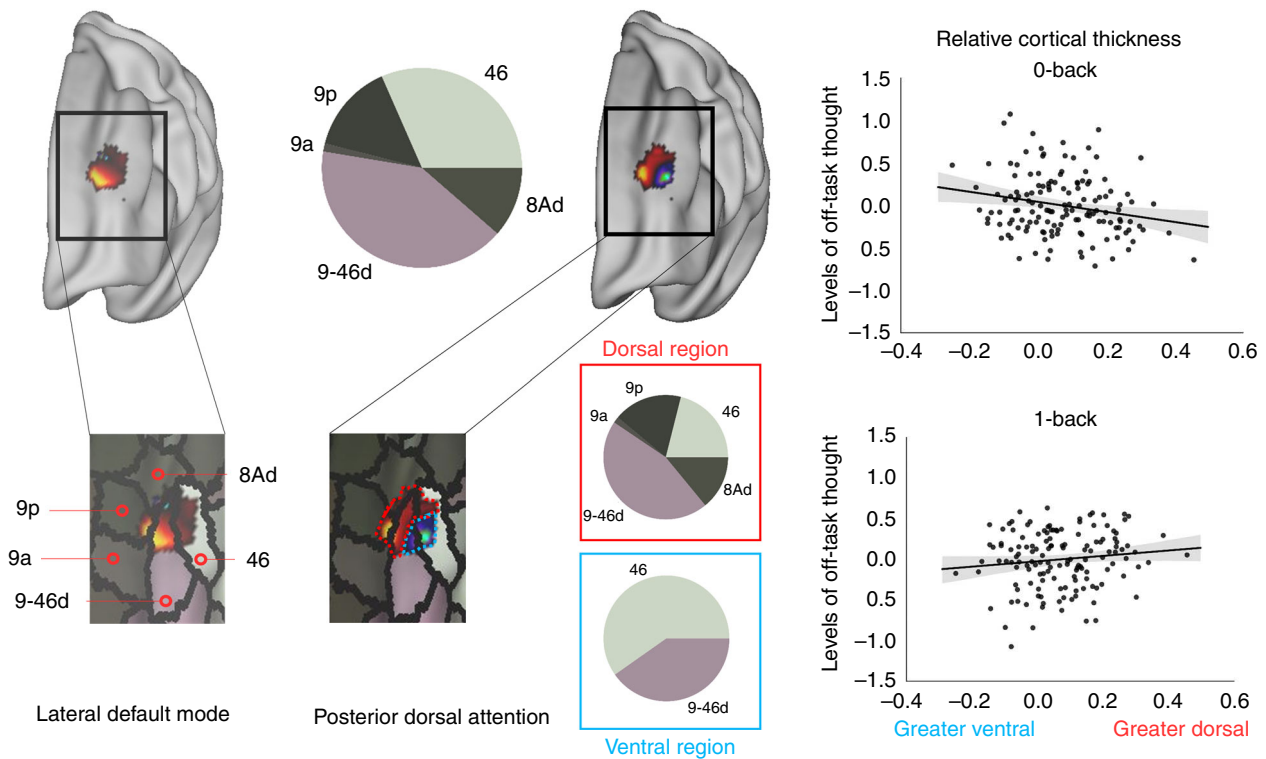 46
9p
9a
8Ad
9-46d
8Ad
9p
9a
46
9-46d
Lateral default mode
Posterior dorsal attention
Dorsal region
9p
46
9a
8Ad
9-46d
46
9-46d
Ventral region
Relative cortical thickness
0-back
Levels of off-task thought
1.5
1.0
0.5
0.0
0.5
–1.0
–1.5
–0.4 –0.2 0.0 0.2 0.4 0.6
1-back
Levels of off-task thought
1.5
1.0
0.5
0.0
0.5
–1.0
–1.5
–0.4 –0.2 0.0 0.2 0.4 0.6
Greater ventral Greater dorsal